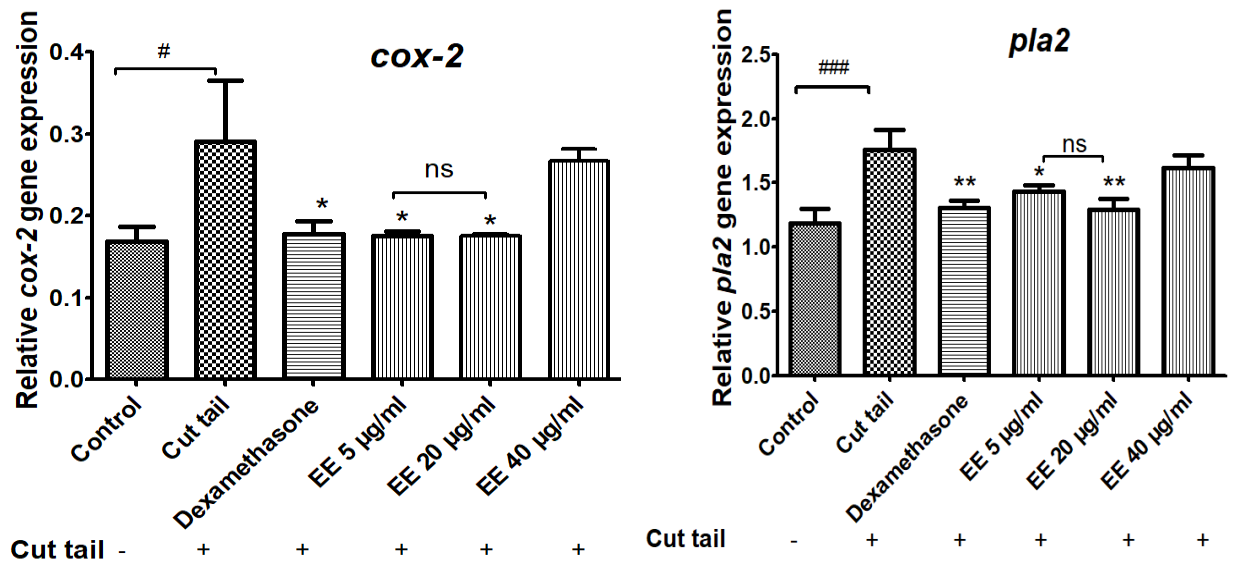 cox-2
Relative cox-2 gene expression
0.4
0.3
0.2
0.1
0.0
#
*
*
ns
*
Control
Cut tail
Dexamethasone
EE 5 µg/ml
EE 20 µg/ml
EE 40 µg/ml
Cut tail - + + + + +
pla2
Relative pla2 gene expression
2.5
2.0
1.5
1.0
0.5
0.0
###
**
*
ns
**
Control
Cut tail
Dexamethasone
EE 5 µg/ml
EE 20 µg/ml
EE 40 µg/ml
Cut tail - + + + + +